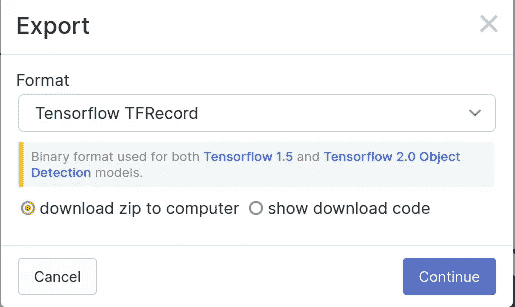 Export
Format
Tensorflow TFRecord
Binary format used for both Tensorflow 1.5 and Tensorflow 2.0 Object
Detection models.
download zip to computer show download code
Cancel Continue